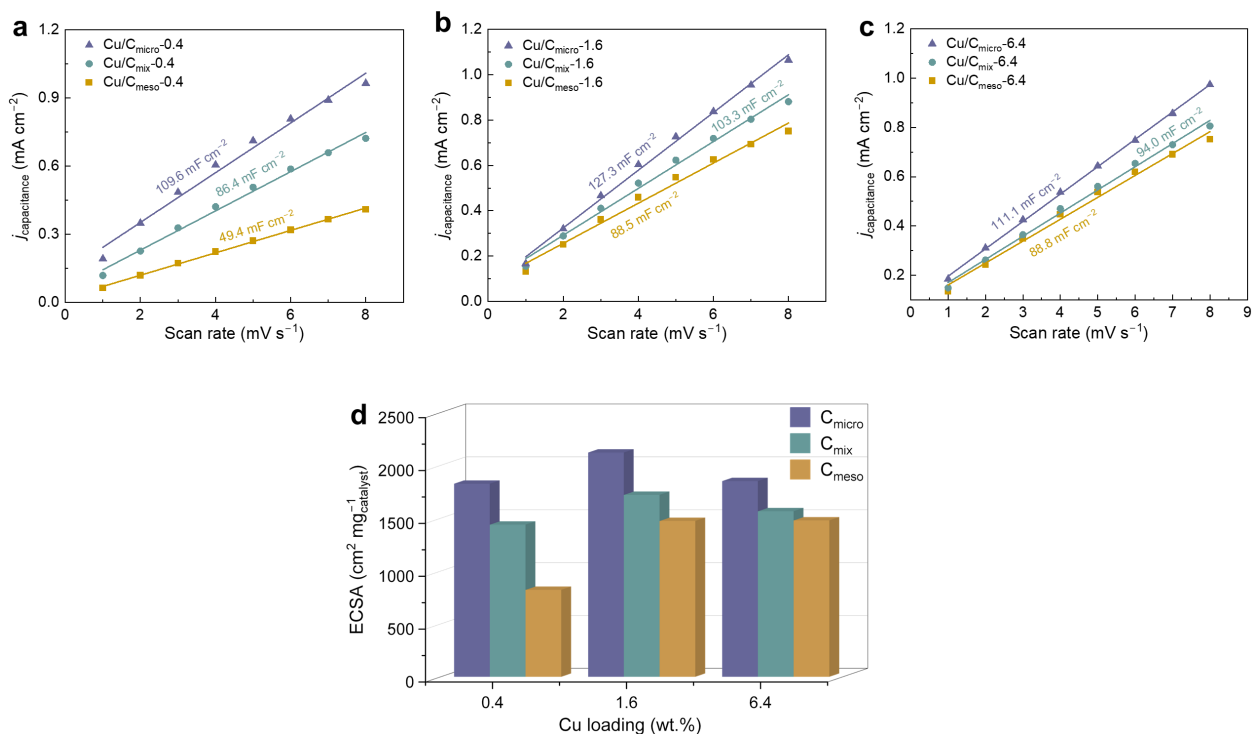 a
Cu/Cmicro-0.4
Cu/Cmix-0.4
Cu/Cmeso-0.4
109.6 mF cm−2
86.4 mF cm−2
49.4 mF cm−2
1.2
0.9
0.6
0.3
0.0
jcapacitance (mA cm−2)
0 2 4 6 8
Scan rate (mV s−1)
b
Cu/Cmicro-1.6
Cu/Cmix-1.6
Cu/Cmeso-1.6
127.3 mF cm−2
103.3 mF cm−2
88.5 mF cm−2
1.2
1.0
0.8
0.6
0.4
0.2
0.0
jcapacitance (mA cm−2)
0 2 4 6 8
Scan rate (mV s−1)
c
Cu/Cmicro-6.4
Cu/Cmix-6.4
Cu/Cmeso-6.4
111.1 mF cm−2
94.0 mF cm−2
88.8 mF cm−2
1.2
1.0
0.8
0.6
0.4
0.2
jcapacitance (mA cm−2)
0 1 2 3 4 5 6 7 8 9
Scan rate (mV s−1)
d
Cmicro
Cmix
Cmeso
2500
2000
1500
1000
500
0
ECSA (cm2 mg−1catalyst)
0.4 1.6 6.4
Cu loading (wt.%)